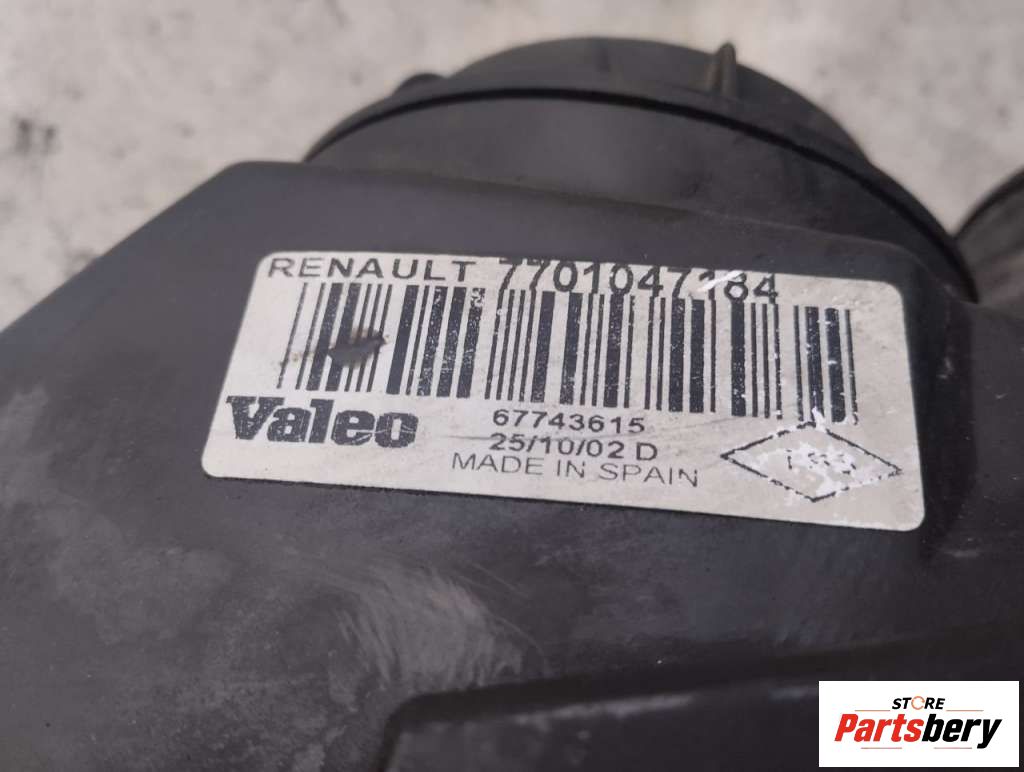 RENAULT 7701047184
Valeo
67743615
25/10/02 D
MADE IN SPAIN
STORE
Partsbery